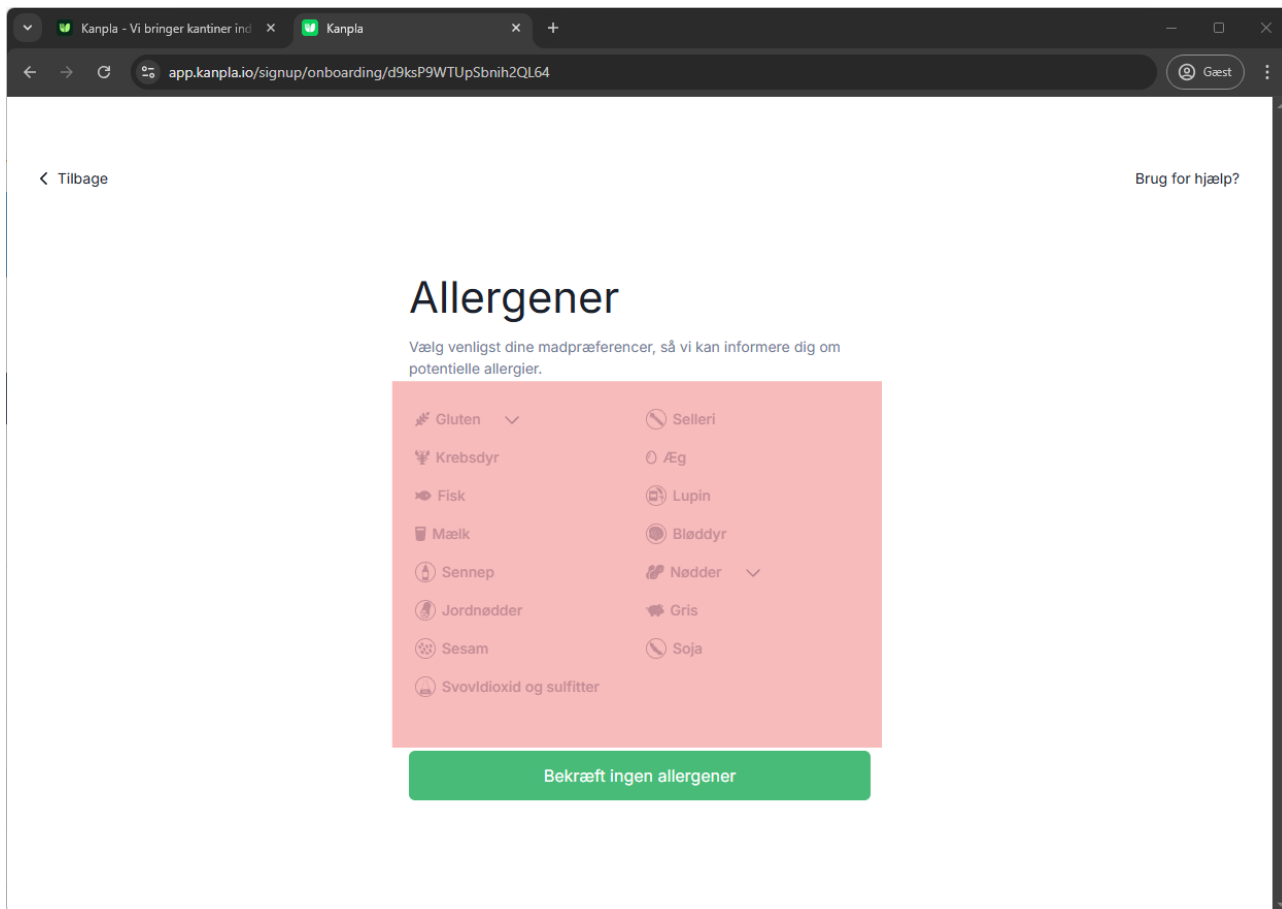 Kanpla - Vi bringer kantiner ind
Kanpla
app.kanpla.io/signup/onboarding/d9ksP9WTUpSbnih2QL64
Gæst
Tilbage
Brug for hjælp?
Allergener
Vælg venligst dine madpræferencer, så vi kan informere dig om
potentielle allergier.
Gluten
Selleri
Krebsdyr
Æg
Fisk
Lupin
Mælk
Bløddyr
Sennep
Nødder
Jordnødder
Gris
Sesam
Soja
Svovldioxid og sulfitter
Bekræft ingen allergener